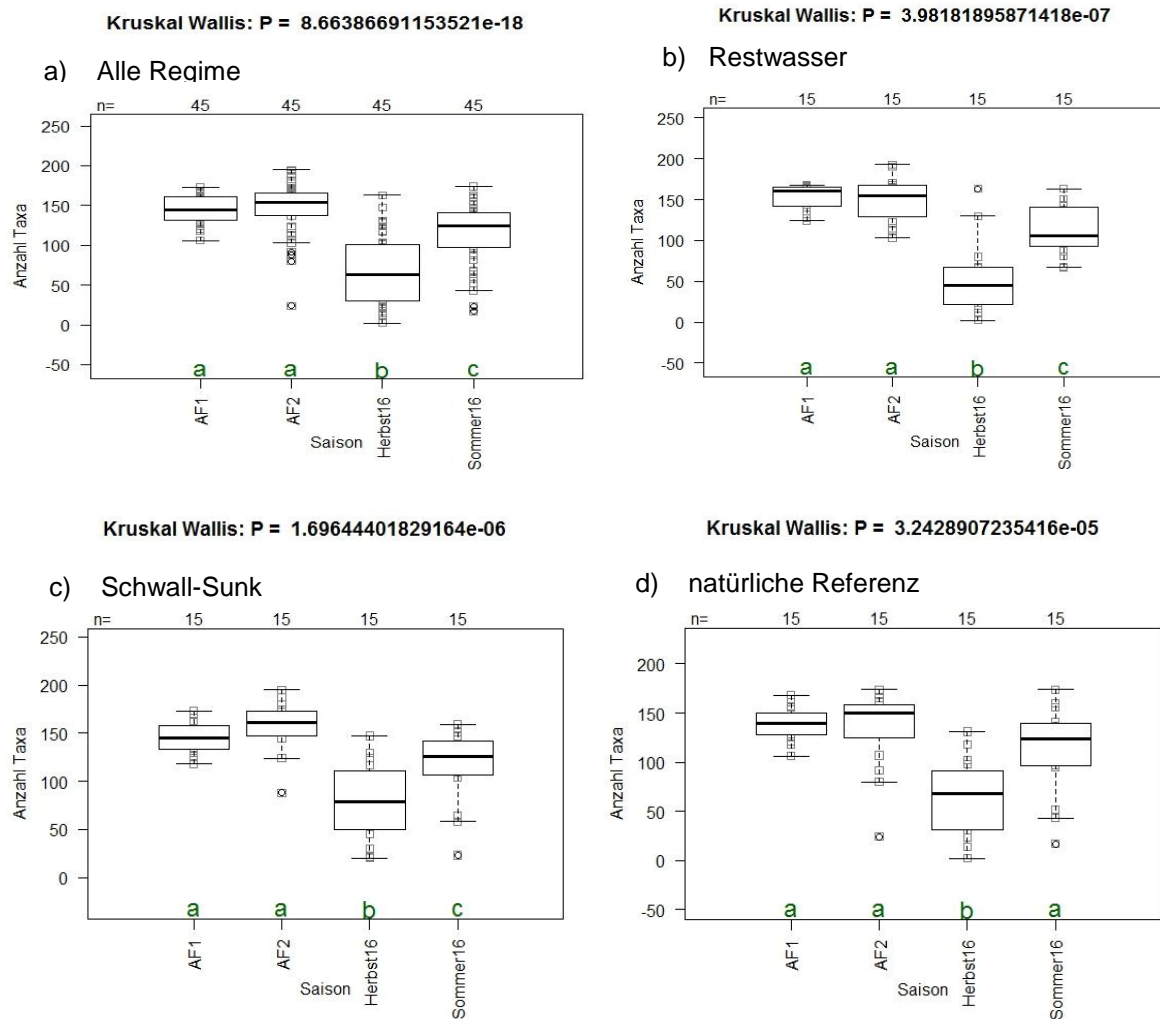 Kruskal Wallis: P = 8.66386691153521e-18
a) Alle Regime
n= 45 45 45 45
250
200
150
100
50
0
-50
Anzahl Taxa
a a b c
AF1
AF2
Herbst16
Sommer16
Saison
Kruskal Wallis: P = 3.98181895871418e-07
b) Restwasser
n= 15 15 15 15
250
200
150
100
50
0
-50
Anzahl Taxa
a a b c
AF1
AF2
Herbst16
Sommer16
Saison
Kruskal Wallis: P = 1.69644401829164e-06
c) Schwall-Sunk
n= 15 15 15 15
250
200
150
100
50
0
Anzahl Taxa
a a b c
AF1
AF2
Herbst16
Sommer16
Saison
Kruskal Wallis: P = 3.2428907235416e-05
d) natürliche Referenz
n= 15 15 15 15
200
150
100
50
0
-50
Anzahl Taxa
a a b a
AF1
AF2
Herbst16
Sommer16
Saison